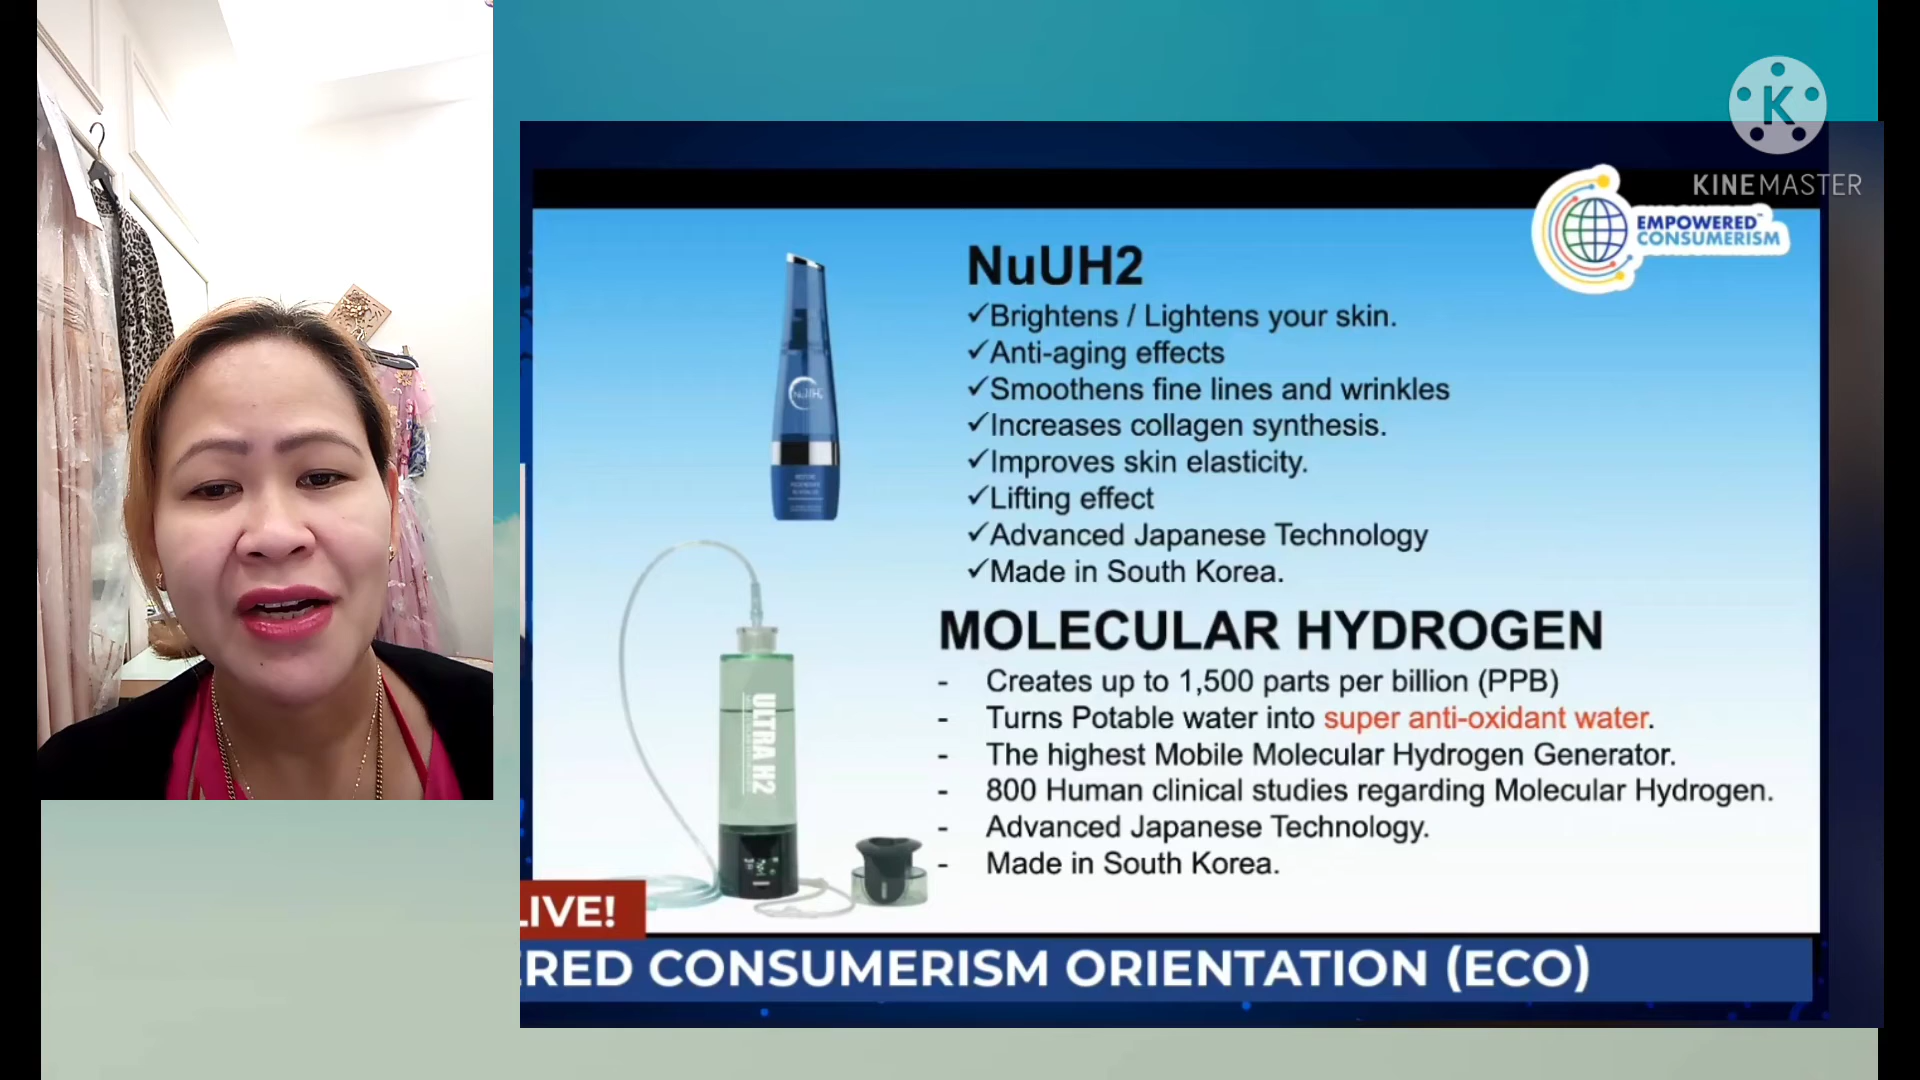 K
KINEMASTER
EMPOWERED™
CONSUMERISM
NuUH2
✓Brightens / Lightens your skin.
✓Anti-aging effects
✓Smoothens fine lines and wrinkles
✓Increases collagen synthesis.
✓Improves skin elasticity.
✓Lifting effect
✓Advanced Japanese Technology
✓Made in South Korea.
MOLECULAR HYDROGEN
- Creates up to 1,500 parts per billion (PPB)
- Turns Potable water into super anti-oxidant water.
- The highest Mobile Molecular Hydrogen Generator.
- 800 Human clinical studies regarding Molecular Hydrogen.
- Advanced Japanese Technology.
- Made in South Korea.
ULTRA H2
LIVE!
ERED CONSUMERISM ORIENTATION (ECO)